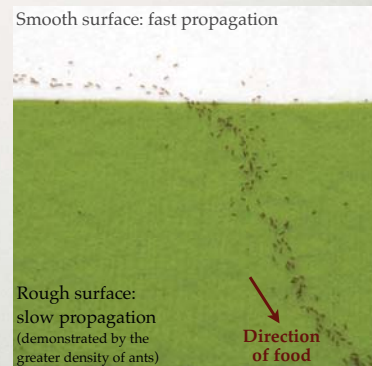 Smooth surface: fast propagation
Rough surface:
slow propagation
(demonstrated by the
greater density of ants)
Direction
of food